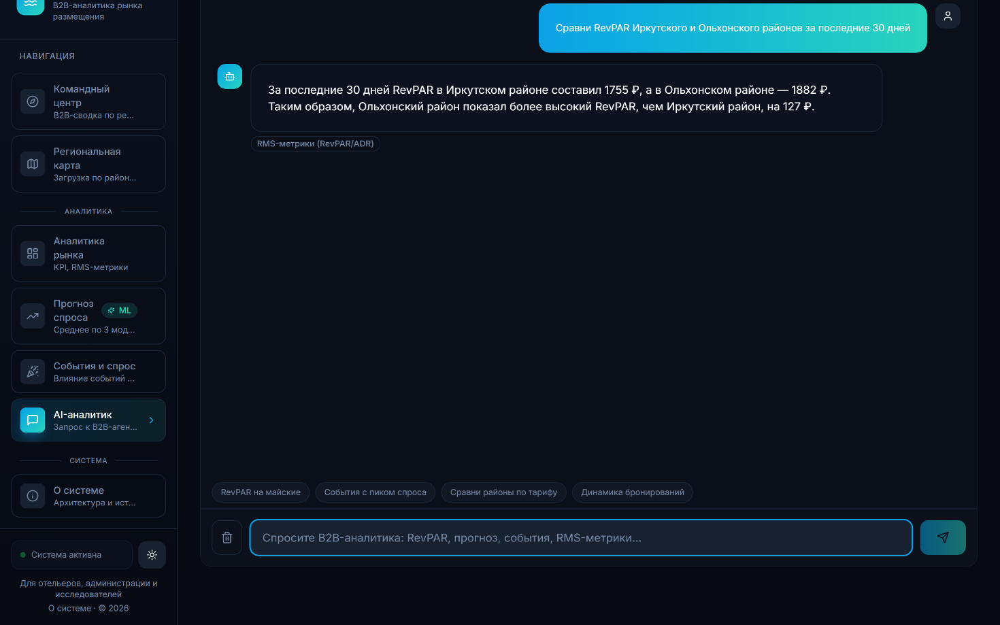 B2B-аналитика рынка
размещения
НАВИГАЦИЯ
Командный
центр
B2B-сводка по ре...
Региональная
карта
Загрузка по район...
АНАЛИТИКА
Аналитика
рынка
KPI, RMS-метрики
Прогноз
спроса
ML
Среднее по 3 мод...
События и спрос
Влияние событий ...
AI-аналитик
Запрос к B2B-аген...
СИСТЕМА
О системе
Архитектура и ист...
Система активна
Для отельеров, администрации и
исследователей
О системе · © 2026
Сравни RevPAR Иркутского и Ольхонского районов за последние 30 дней
За последние 30 дней RevPAR в Иркутском районе составил 1755 ₽, а в Ольхонском районе — 1882 ₽.
Таким образом, Ольхонский район показал более высокий RevPAR, чем Иркутский район, на 127 ₽.
RMS-метрики (RevPAR/ADR)
RevPAR на майские
События с пиком спроса
Сравни районы по тарифу
Динамика бронирований
Спросите B2B-аналитика: RevPAR, прогноз, события, RMS-метрики...